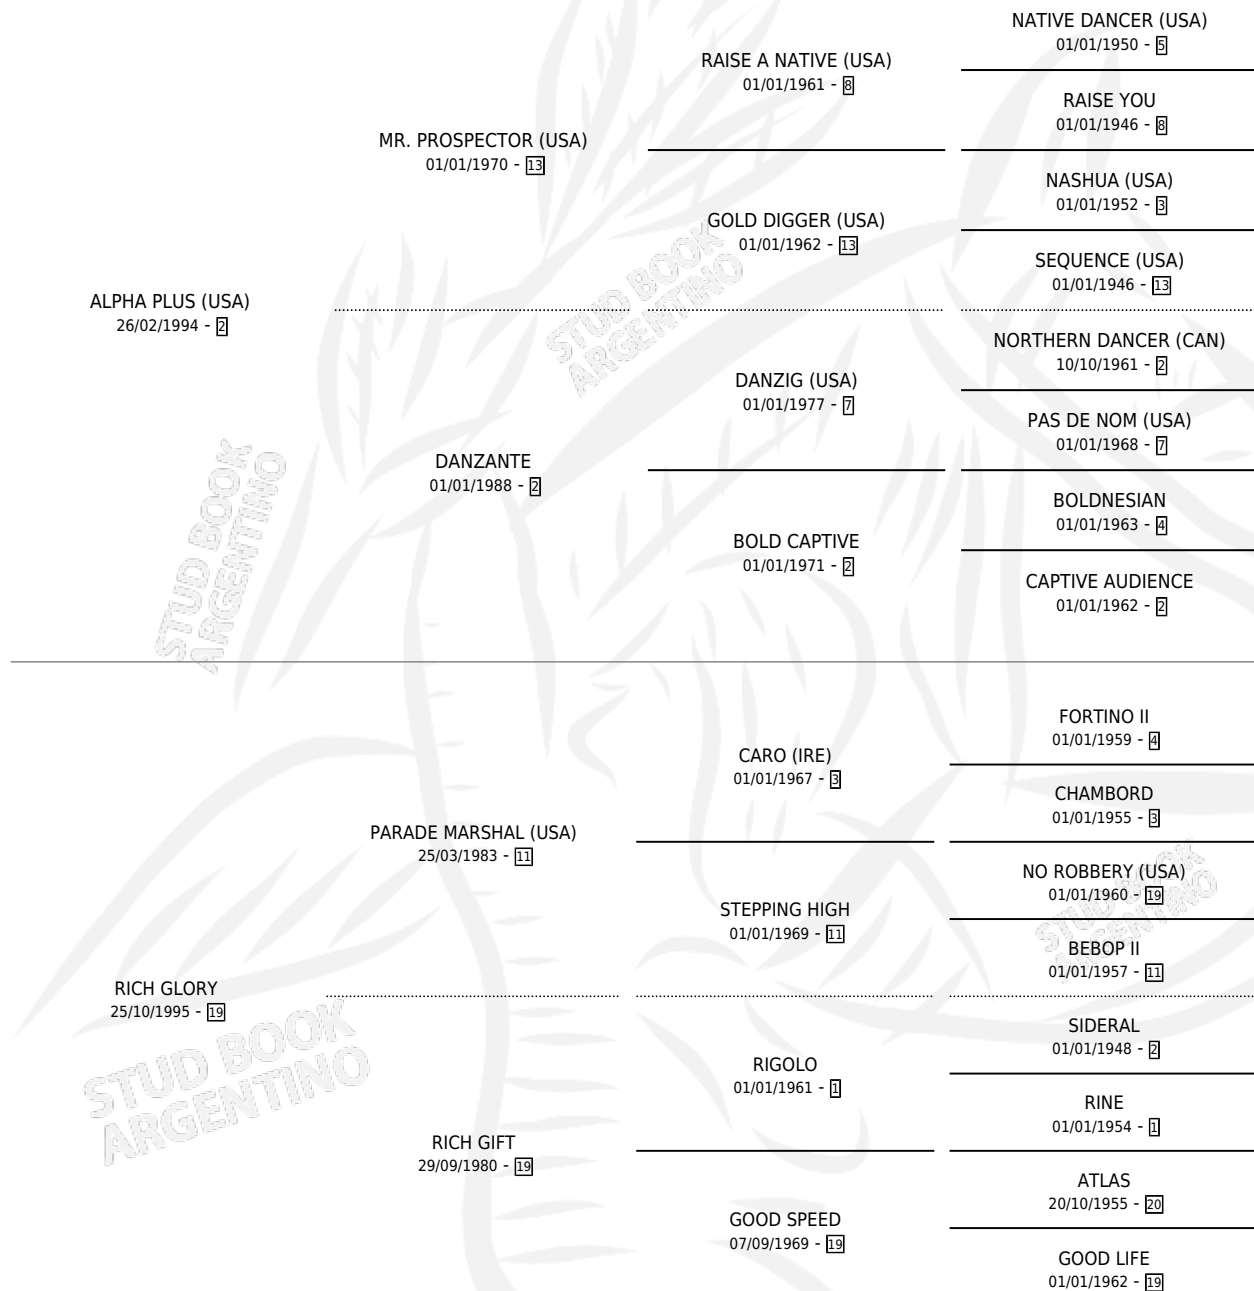 NATIVE DANCER (USA)
01/01/1950 - 5
RAISE A NATIVE (USA)
01/01/1961 - 8
RAISE YOU
01/01/1946 - 8
MR. PROSPECTOR (USA)
01/01/1970 - 13
NASHUA (USA)
01/01/1952 - 3
GOLD DIGGER (USA)
01/01/1962 - 13
SEQUENCE (USA)
01/01/1946 - 13
ALPHA PLUS (USA)
26/02/1994 - 2
NORTHERN DANCER (CAN)
10/10/1961 - 2
DANZIG (USA)
01/01/1977 - 7
PAS DE NOM (USA)
01/01/1968 - 7
DANZANTE
01/01/1988 - 2
BOLDNESIAN
01/01/1963 - 4
BOLD CAPTIVE
01/01/1971 - 2
CAPTIVE AUDIENCE
01/01/1962 - 2
FORTINO II
01/01/1959 - 4
CARO (IRE)
01/01/1967 - 3
CHAMBORD
01/01/1955 - 3
PARADE MARSHAL (USA)
25/03/1983 - 11
NO ROBBERY (USA)
01/01/1960 - 19
STEPPING HIGH
01/01/1969 - 11
BEBOP II
01/01/1957 - 11
RICH GLORY
25/10/1995 - 19
SIDERAL
01/01/1948 - 2
RIGOLO
01/01/1961 - 1
RINE
01/01/1954 - 1
RICH GIFT
29/09/1980 - 19
ATLAS
20/10/1955 - 20
GOOD SPEED
07/09/1969 - 19
GOOD LIFE
01/01/1962 - 19
STUD BOOK
ARGENTINO
STUD BOOK
ARGENTINO
STUD BOOK
ARGENTINO
STUD BOOK
ARGENTINO